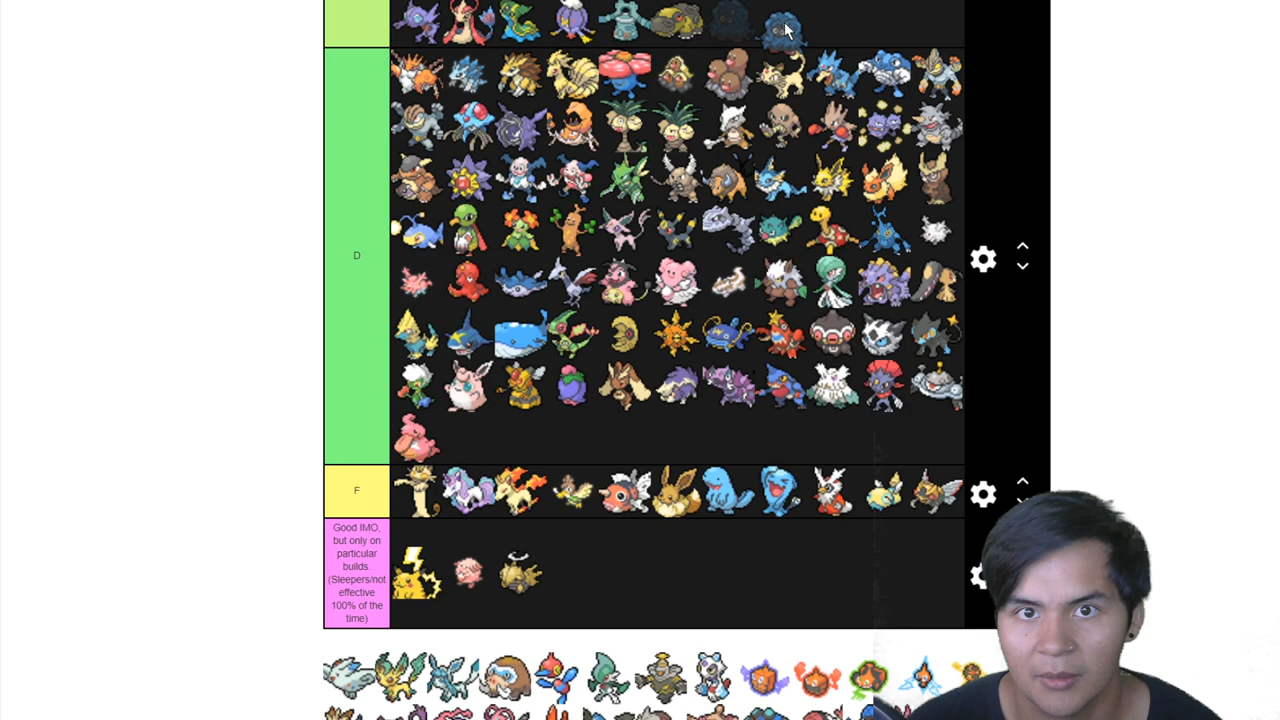 D
F
Good IMO,
but only on
particular
builds.
(Sleepers/not
effective
100% of the
time)